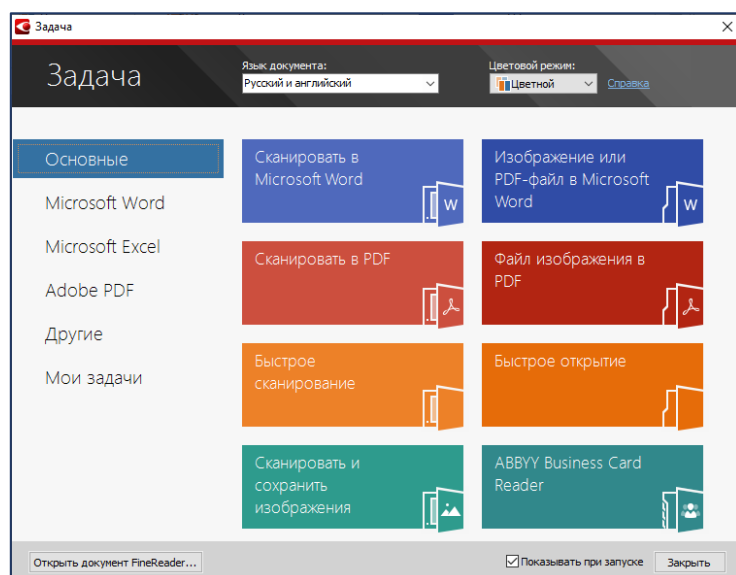 Задача
Задача
Язык документа:
Русский и английский
Цветовой режим:
Цветной
Справка
Основные
Microsoft Word
Microsoft Excel
Adobe PDF
Другие
Мои задачи
Сканировать в
Microsoft Word
W
Изображение или
PDF-файл в Microsoft
Word
W
Сканировать в PDF
Файл изображения в
PDF
Быстрое
сканирование
Быстрое открытие
Сканировать и
сохранить
изображения
ABBYY Business Card
Reader
Открыть документ FineReader...
Показывать при запуске
Закрыть